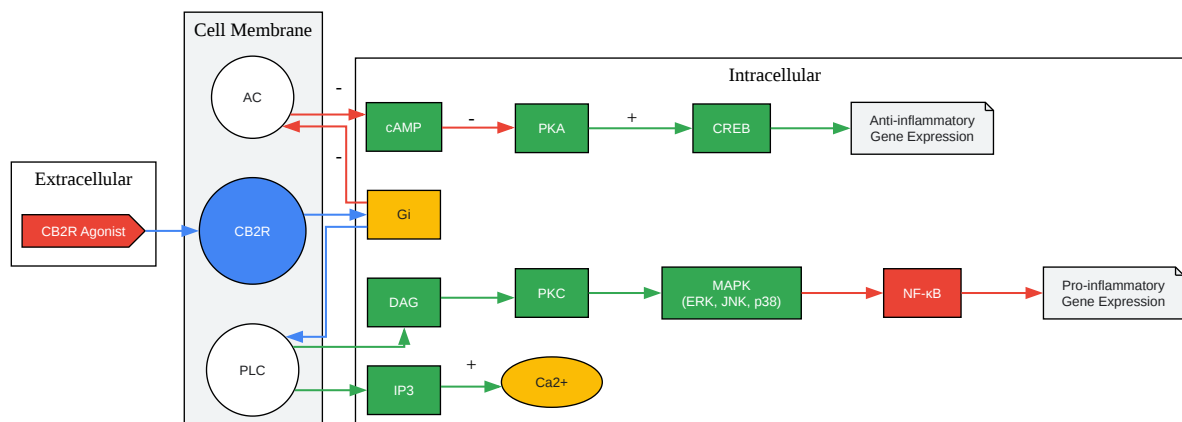 Cell Membrane
Intracellular
Extracellular
AC
-
cAMP
-
PKA
+
CREB
Anti-inflammatory
Gene Expression
-
CB2R Agonist
CB2R
Gi
DAG
PKC
MAPK
(ERK, JNK, p38)
NF-κB
Pro-inflammatory
Gene Expression
PLC
IP3
+
Ca2+